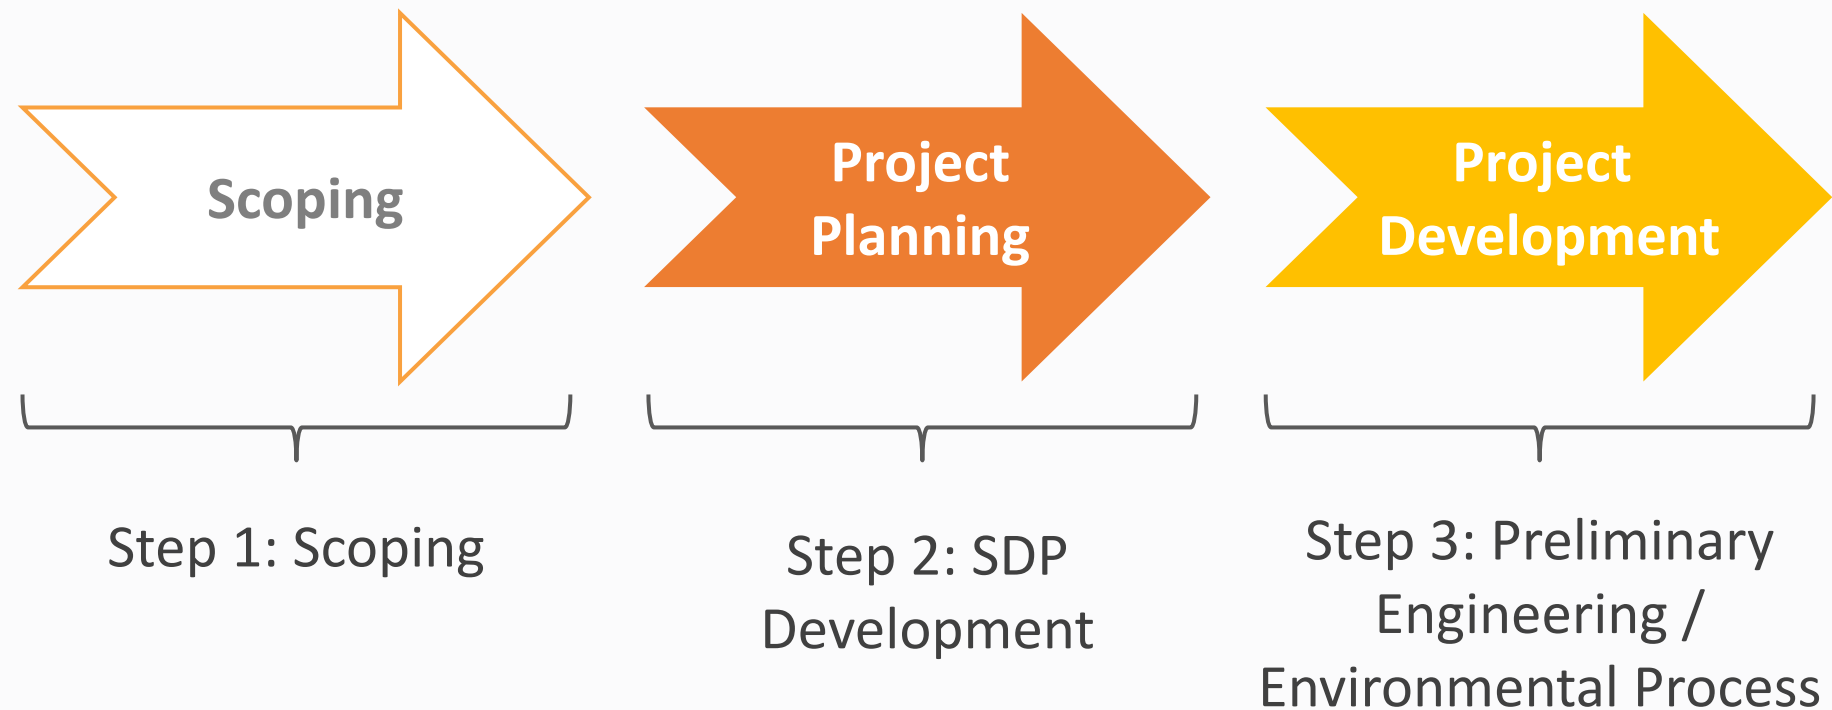 Scoping
Project
Planning
Project
Development
Step 1: Scoping
Step 2: SDP
Development
Step 3: Preliminary
Engineering /
Environmental Process